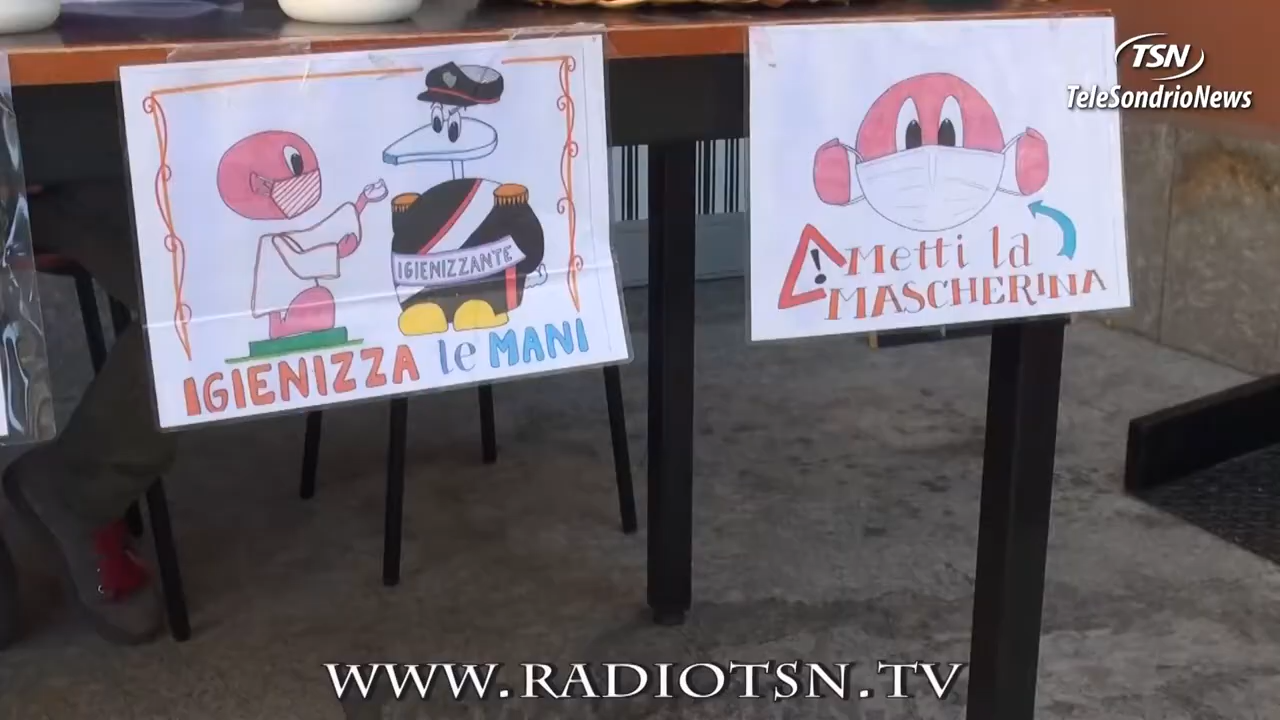 TSN
TeleSondrioNews
IGIENIZZANTE
IGIENIZZA le MANI
Metti la
MASCHERINA
WWW.RADIOTSN.TV